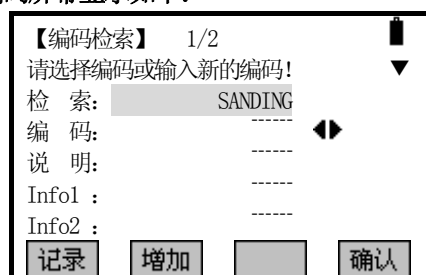 【编码检索】 1/2
请选择编码或输入新的编码!
检 索: SANDING
编 码: ------
说 明: ------
Info1 : ------
Info2 : ------
记录 增加 确认